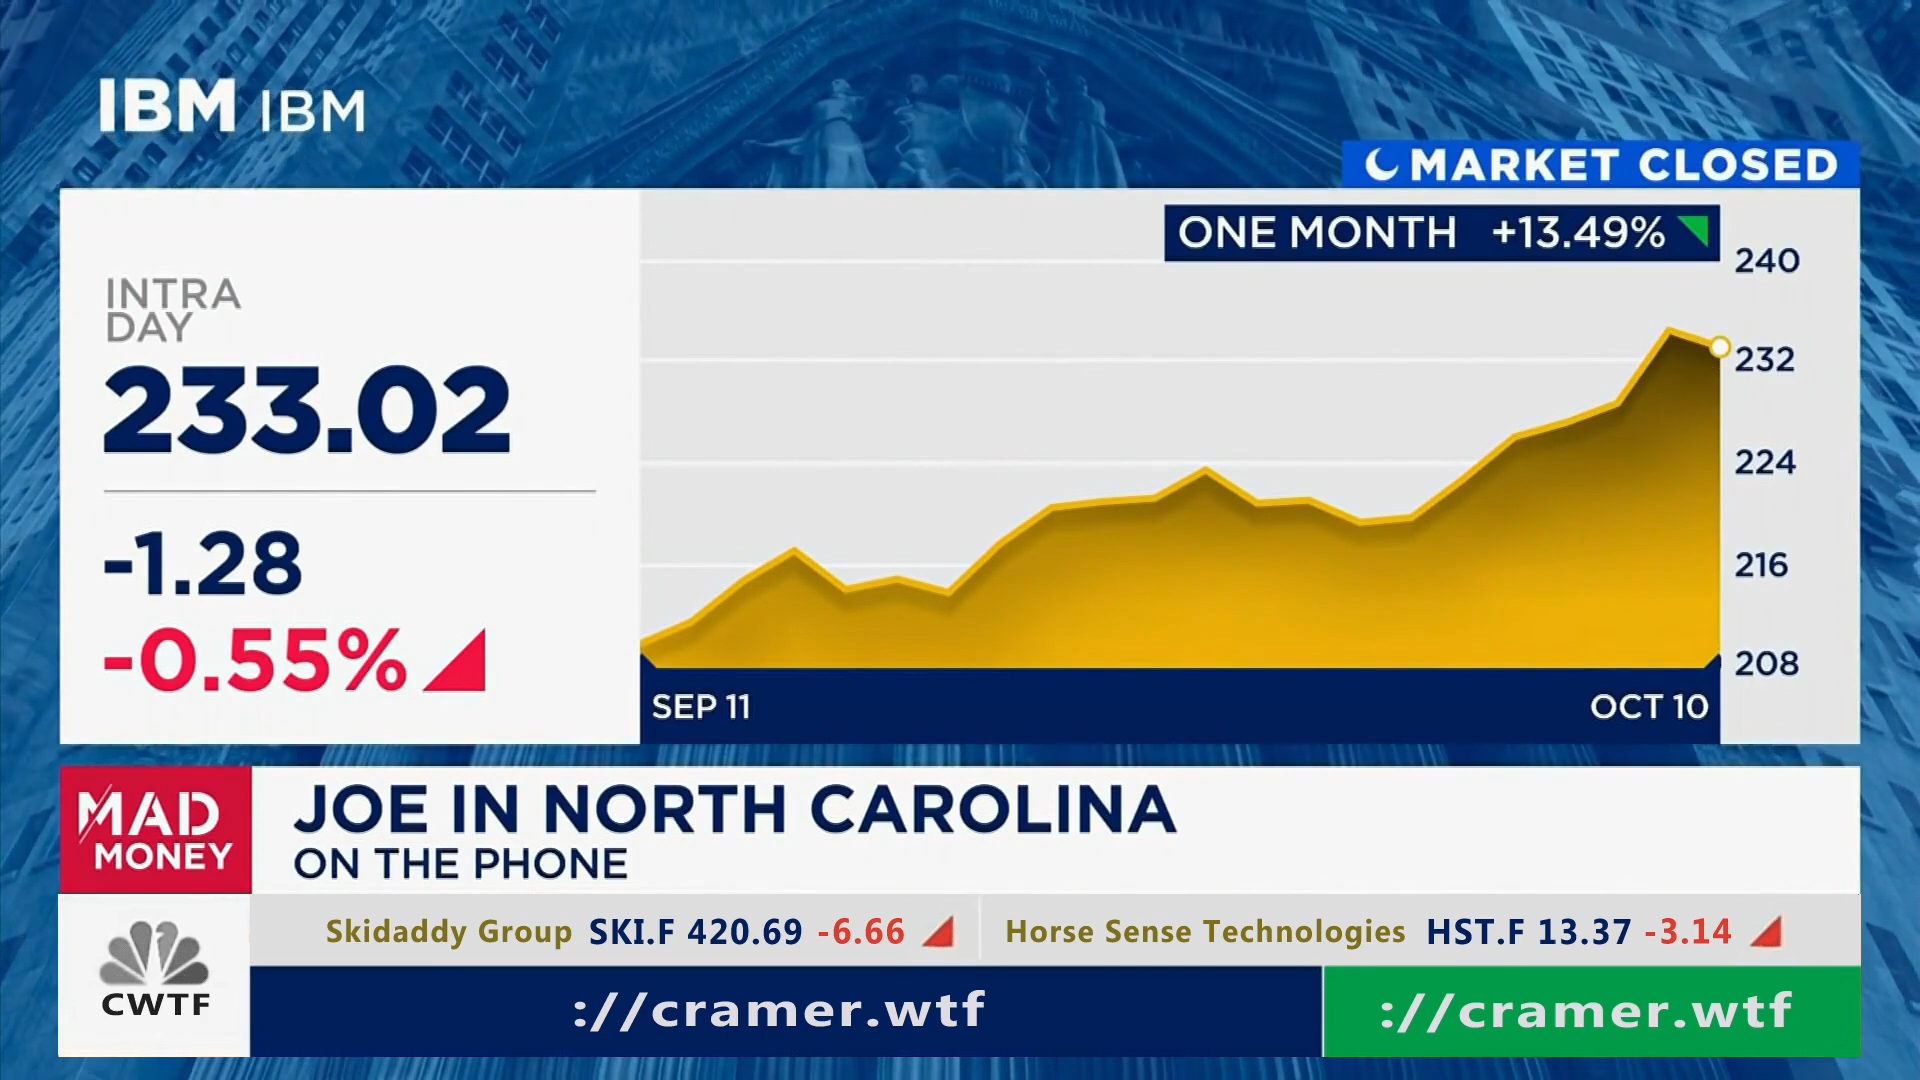 IBM IBM
MARKET CLOSED
ONE MONTH +13.49%
INTRA
DAY
233.02
-1.28
-0.55%
240
232
224
216
208
SEP 11
OCT 10
MAD
MONEY
JOE IN NORTH CAROLINA
ON THE PHONE
CWTF
Skidaddy Group SKI.F 420.69 -6.66
Horse Sense Technologies HST.F 13.37 -3.14
://cramer.wtf
://cramer.wtf